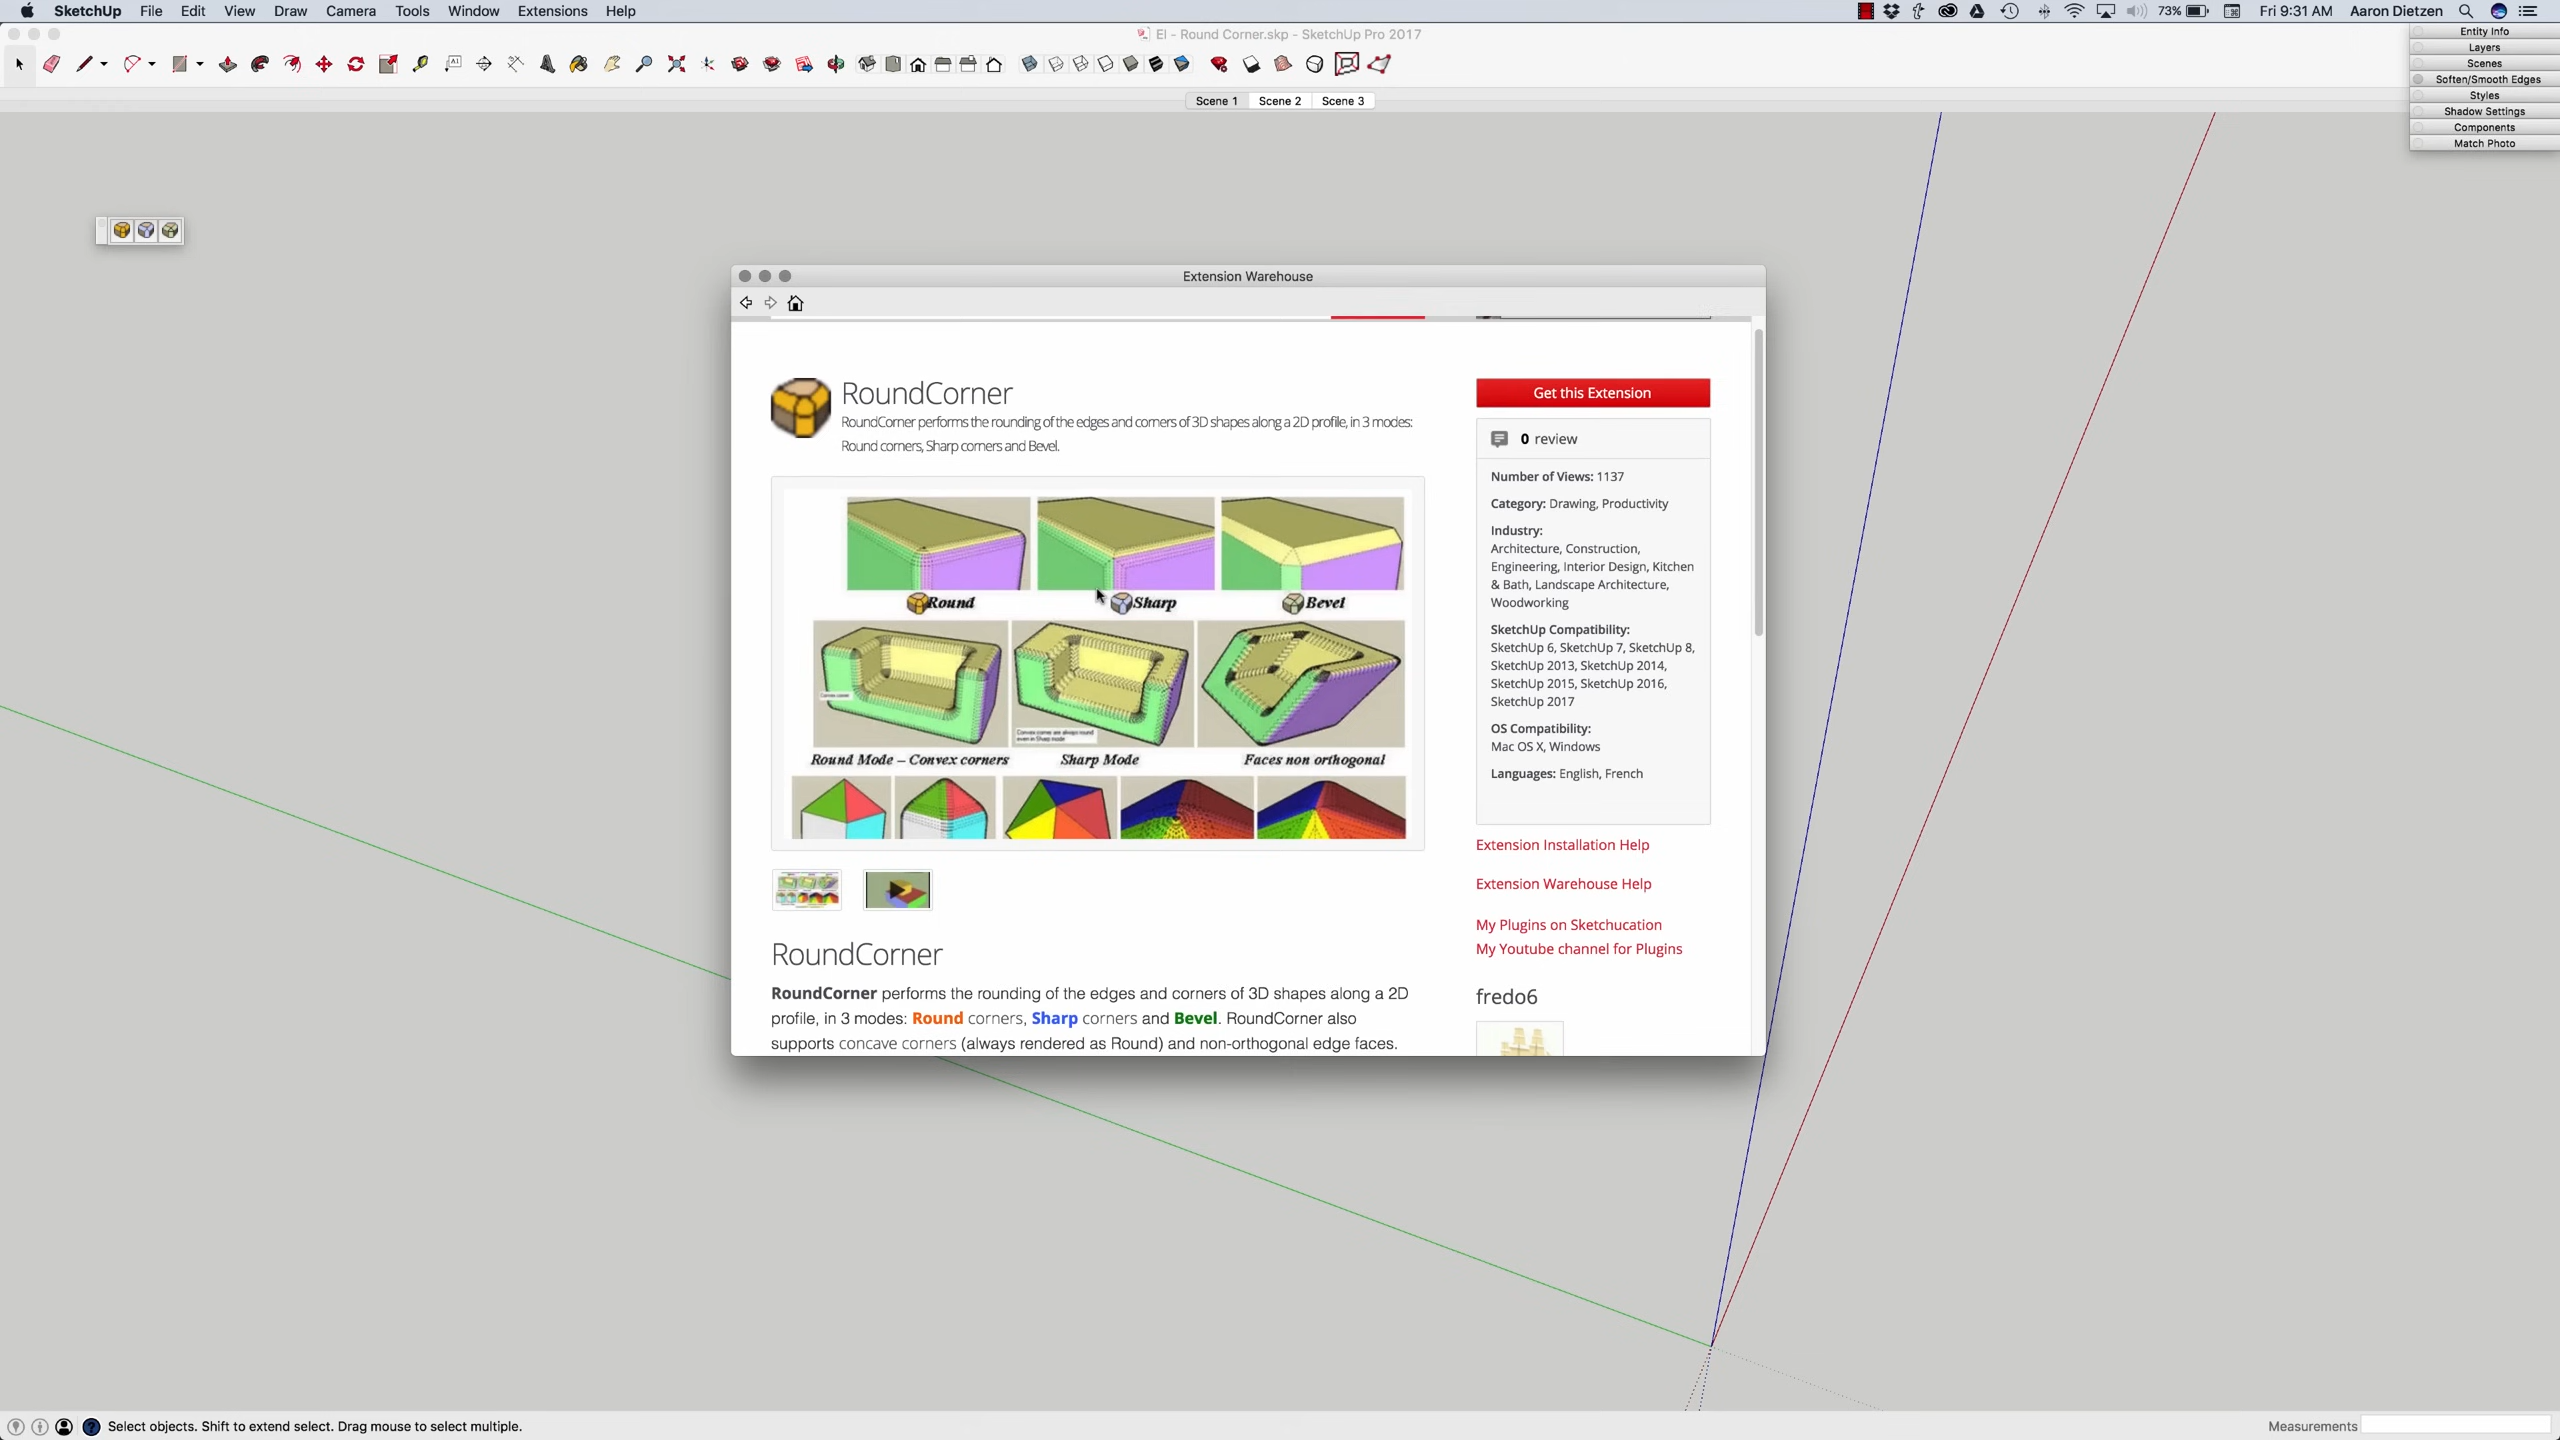 SketchUp File Edit View Draw Camera Tools Window Extensions Help
73% Fri 9:31 AM Aaron Dietzen
EI - Round Corner.skp - SketchUp Pro 2017
Entity Info
Layers
Scenes
Soften/Smooth Edges
Styles
Shadow Settings
Components
Match Photo
Scene 1 Scene 2 Scene 3
Extension Warehouse
RoundCorner
RoundCorner performs the rounding of the edges and corners of 3D shapes along a 2D profile, in 3 modes:
Round corners, Sharp corners and Bevel.
Round Sharp Bevel
Round Mode – Convex corners Sharp Mode Faces non orthogonal
RoundCorner
RoundCorner performs the rounding of the edges and corners of 3D shapes along a 2D
profile, in 3 modes: Round corners, Sharp corners and Bevel. RoundCorner also
supports concave corners (always rendered as Round) and non-orthogonal edge faces.
Get this Extension
0 review
Number of Views: 1137
Category: Drawing, Productivity
Industry:
Architecture, Construction,
Engineering, Interior Design, Kitchen
& Bath, Landscape Architecture,
Woodworking
SketchUp Compatibility:
SketchUp 6, SketchUp 7, SketchUp 8,
SketchUp 2013, SketchUp 2014,
SketchUp 2015, SketchUp 2016,
SketchUp 2017
OS Compatibility:
Mac OS X, Windows
Languages: English, French
Extension Installation Help
Extension Warehouse Help
My Plugins on Sketchucation
My Youtube channel for Plugins
fredo6
Select objects. Shift to extend select. Drag mouse to select multiple.
Measurements